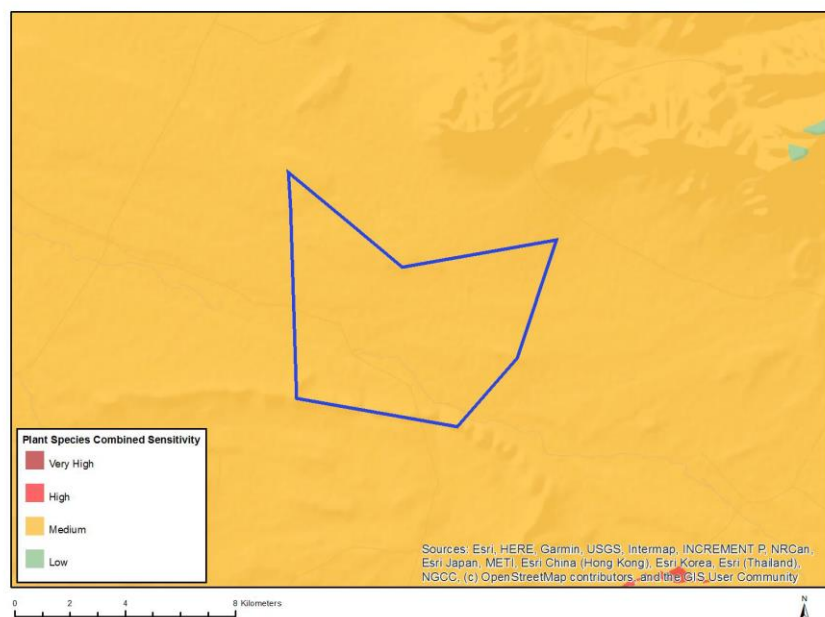 Plant Species Combined Sensitivity
Very High
High
Medium
Low
Sources: Esri, HERE, Garmin, USGS, Intermap, INCREMENT P, NRCan,
Esri Japan, METI, Esri China (Hong Kong), Esri Korea, Esri (Thailand),
NGCC, (c) OpenStreetMap contributors, and the GIS User Community
0 2 4 8 Kilometers
N